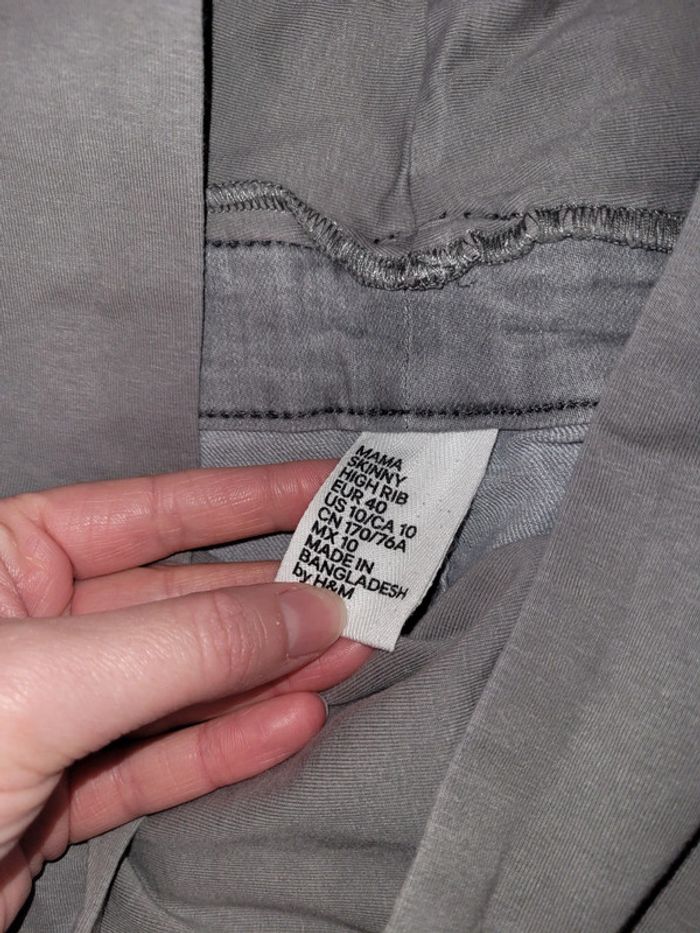 MAMA
SKINNY
HIGH RIB
EUR 40
US 10/CA 10
CN 170/76A
MX 10
MADE IN
BANGLADESH
by H&M